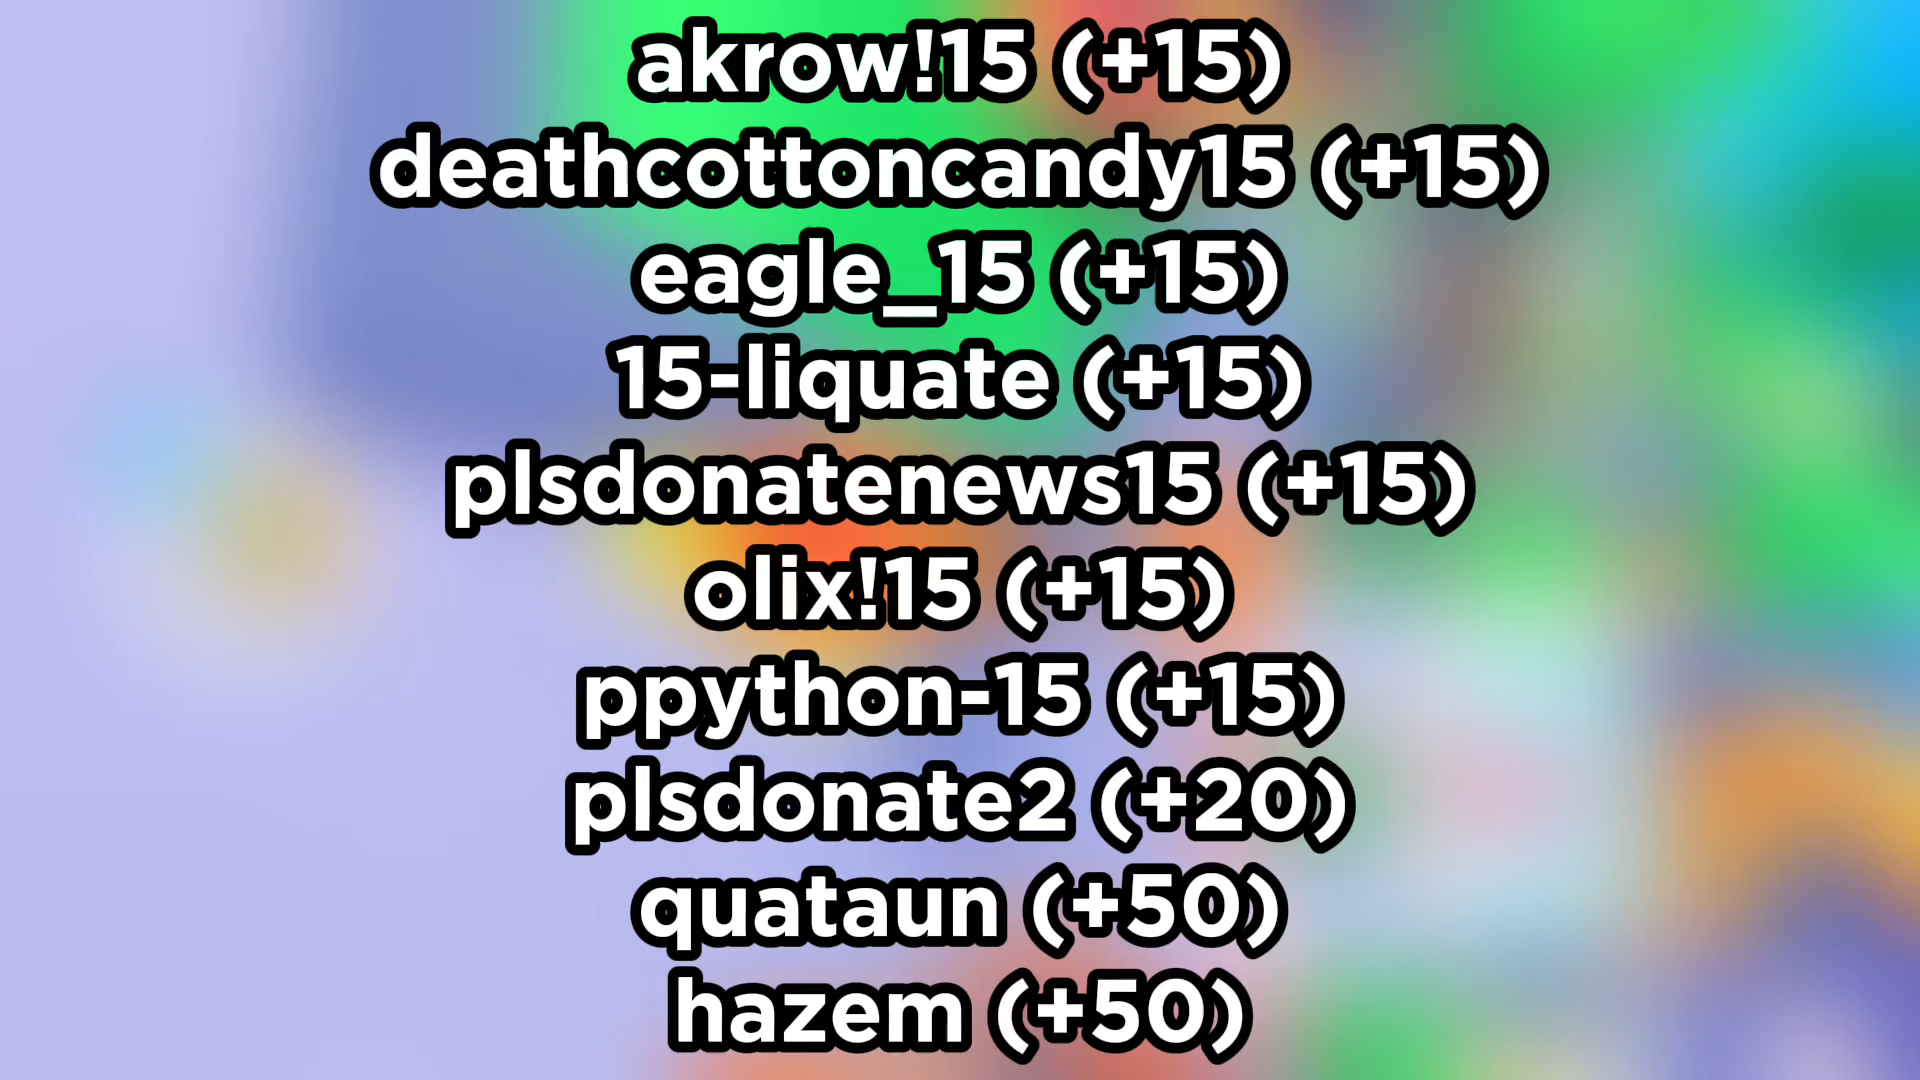 akrow!15 (+15)
deathcottoncandy15 (+15)
eagle_15 (+15)
15-liquate (+15)
plsdonatenews15 (+15)
olix!15 (+15)
ppython-15 (+15)
plsdonate2 (+20)
quataun (+50)
hazem (+50)